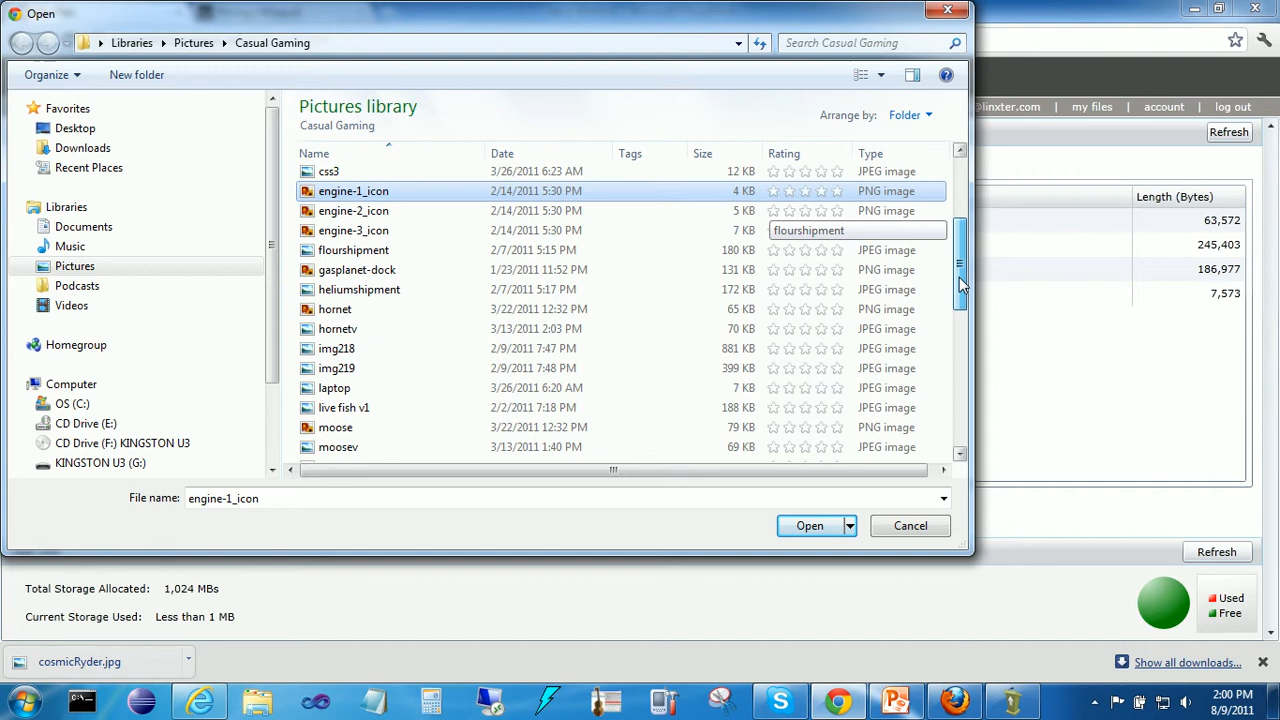 Open
Libraries Pictures Casual Gaming
Search Casual Gaming
Organize New folder
@linxter.com my files account log out
Favorites
Desktop
Downloads
Recent Places
Libraries
Documents
Music
Pictures
Podcasts
Videos
Homegroup
Computer
OS (C:)
CD Drive (E:)
CD Drive (F:) KINGSTON U3
KINGSTON U3 (G:)
Pictures library
Casual Gaming
Arrange by: Folder
Name Date Tags Size Rating Type
css3 3/26/2011 6:23 AM 12 KB JPEG image
engine-1_icon 2/14/2011 5:30 PM 4 KB PNG image
engine-2_icon 2/14/2011 5:30 PM 5 KB PNG image
engine-3_icon 2/14/2011 5:30 PM 7 KB flourshipment
flourshipment 2/7/2011 5:15 PM 180 KB JPEG image
gasplanet-dock 1/23/2011 11:52 PM 131 KB PNG image
heliumshipment 2/7/2011 5:17 PM 172 KB JPEG image
hornet 3/22/2011 12:32 PM 65 KB PNG image
hornetv 3/13/2011 2:03 PM 70 KB JPEG image
img218 2/9/2011 7:47 PM 881 KB JPEG image
img219 2/9/2011 7:48 PM 399 KB JPEG image
laptop 3/26/2011 6:20 AM 7 KB JPEG image
live fish v1 2/2/2011 7:18 PM 188 KB JPEG image
moose 3/22/2011 12:32 PM 79 KB PNG image
moosev 3/13/2011 1:40 PM 69 KB JPEG image
File name: engine-1_icon
Open Cancel
Refresh
Length (Bytes)
63,572
245,403
186,977
7,573
Refresh
Total Storage Allocated: 1,024 MBs
Current Storage Used: Less than 1 MB
Used
Free
cosmicRyder.jpg
Show all downloads...
2:00 PM
8/9/2011